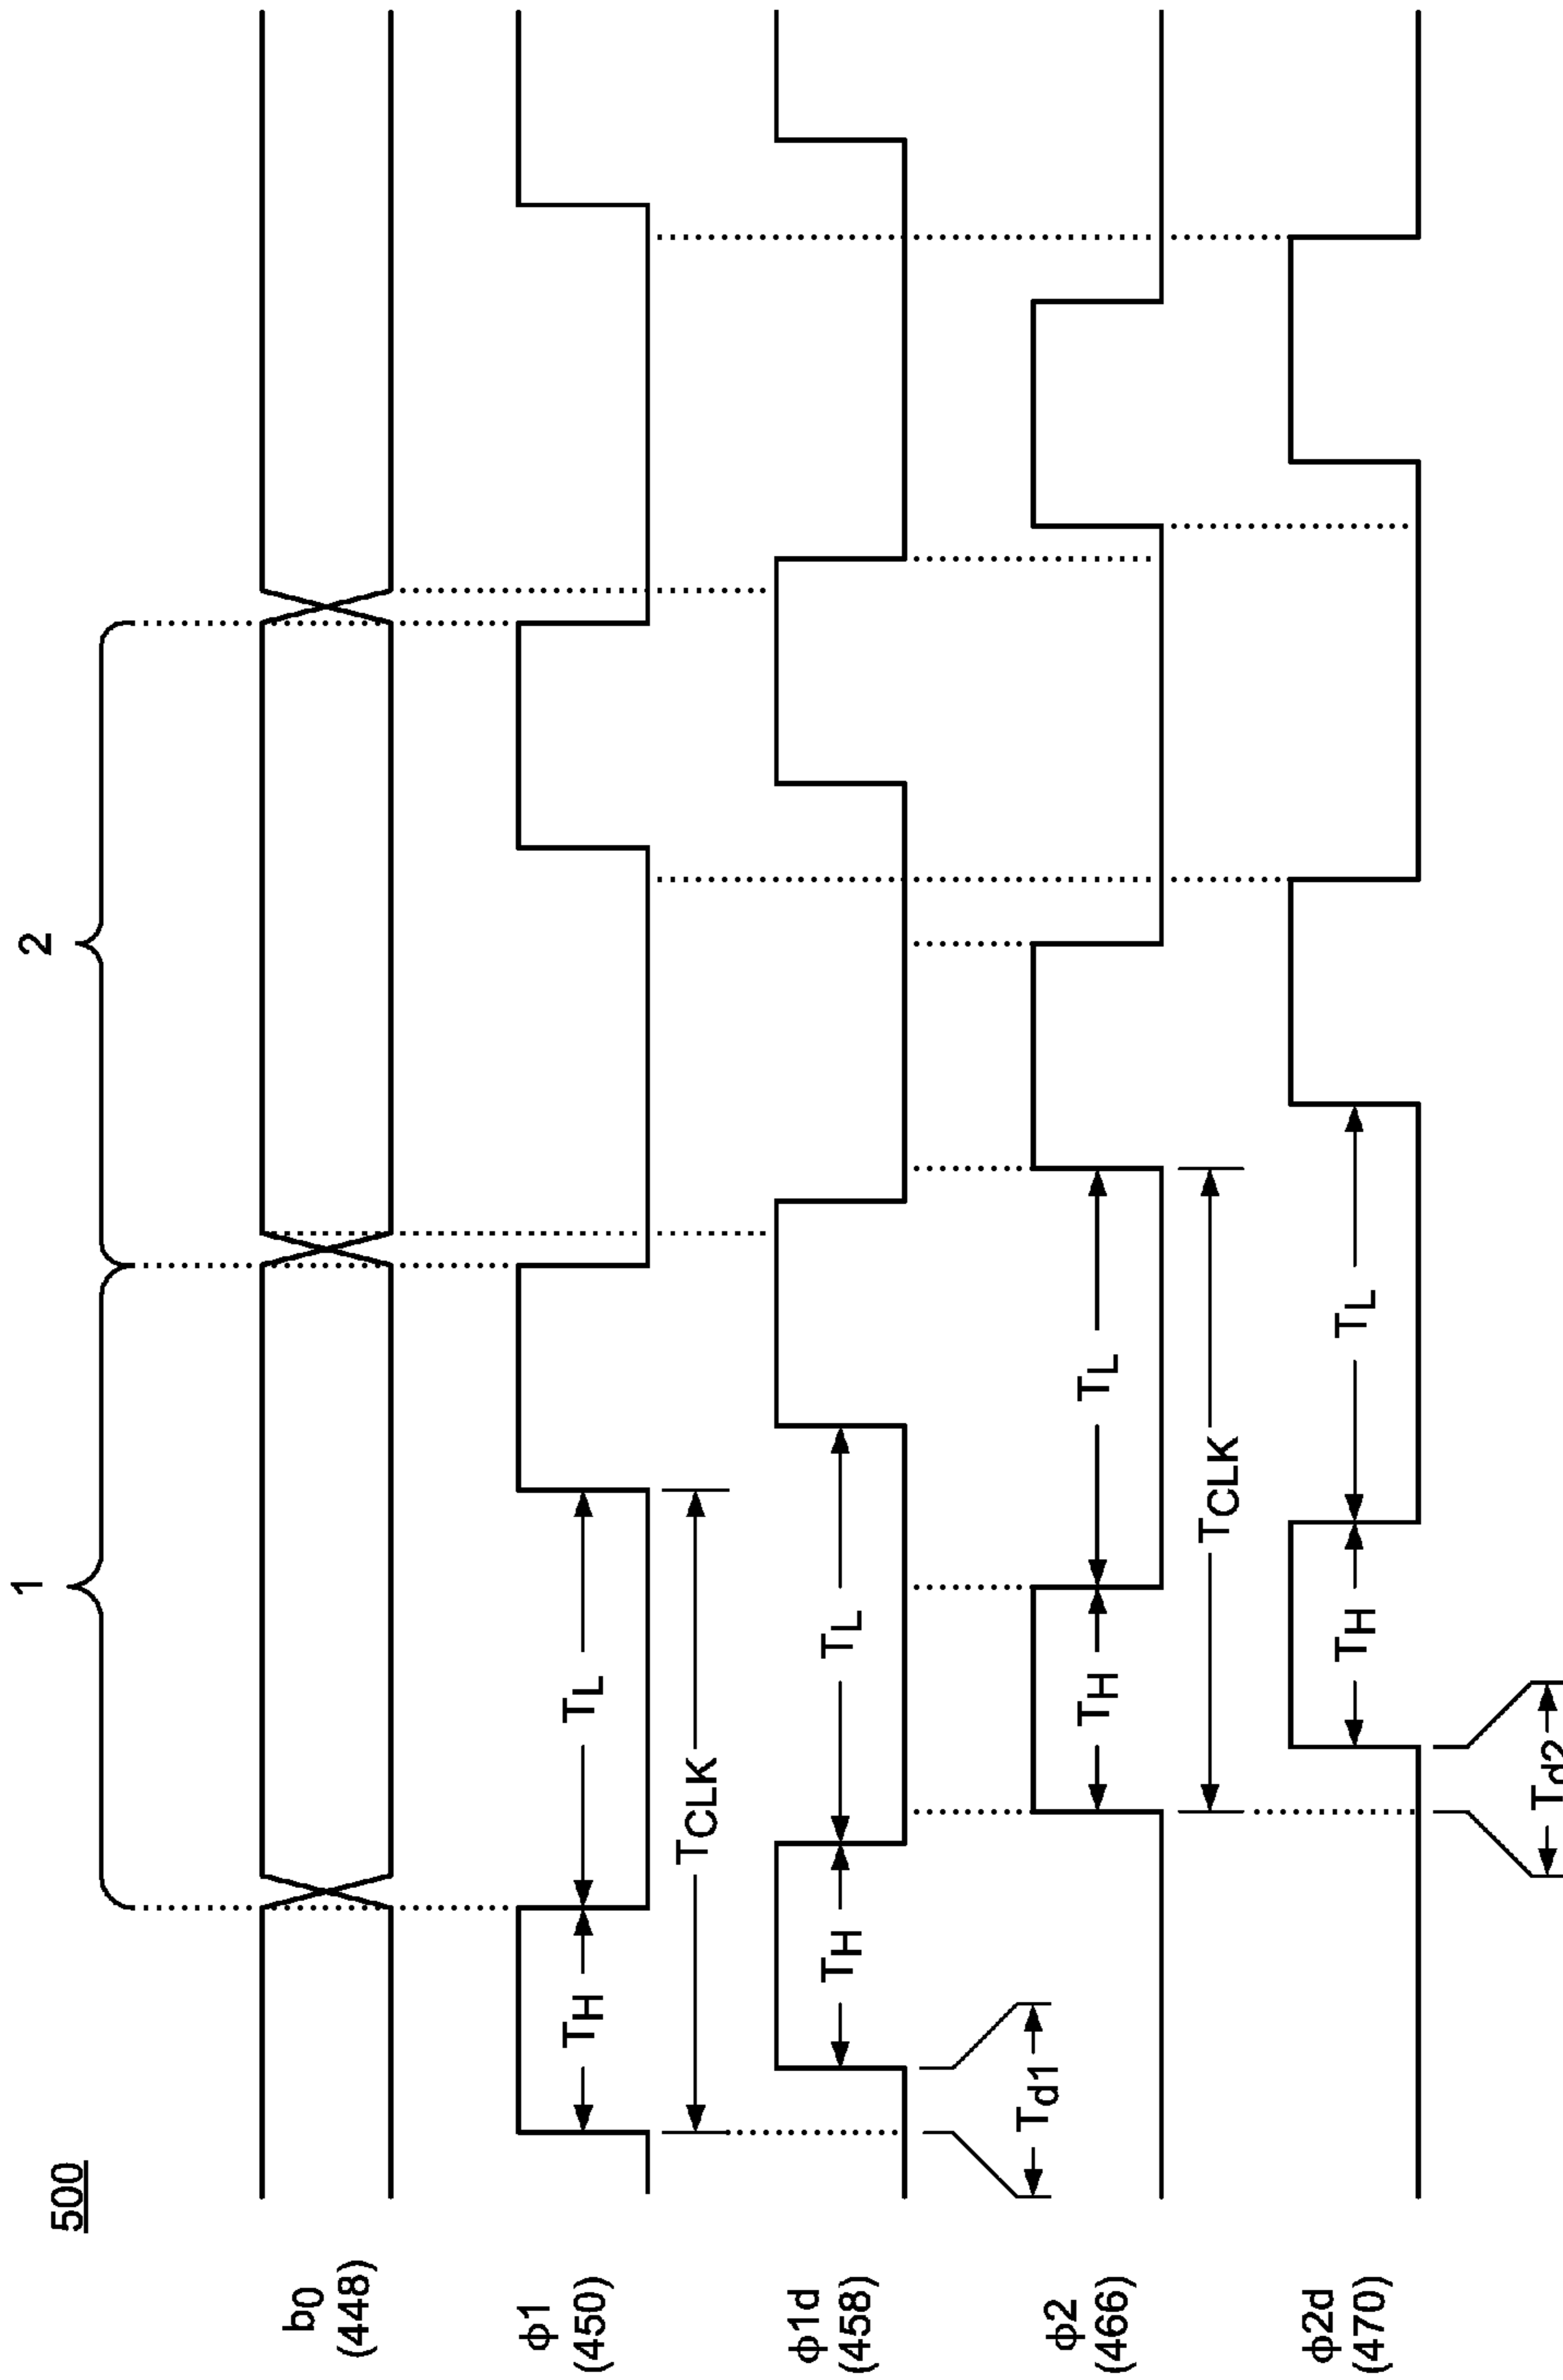 500
1
2
b0
(448)
ϕ1
(450)
TH
TL
TCLK
ϕ1d
(458)
TH
TL
Td1
ϕ2
(466)
TH
TL
TCLK
ϕ2d
(470)
TH
TL
Td2